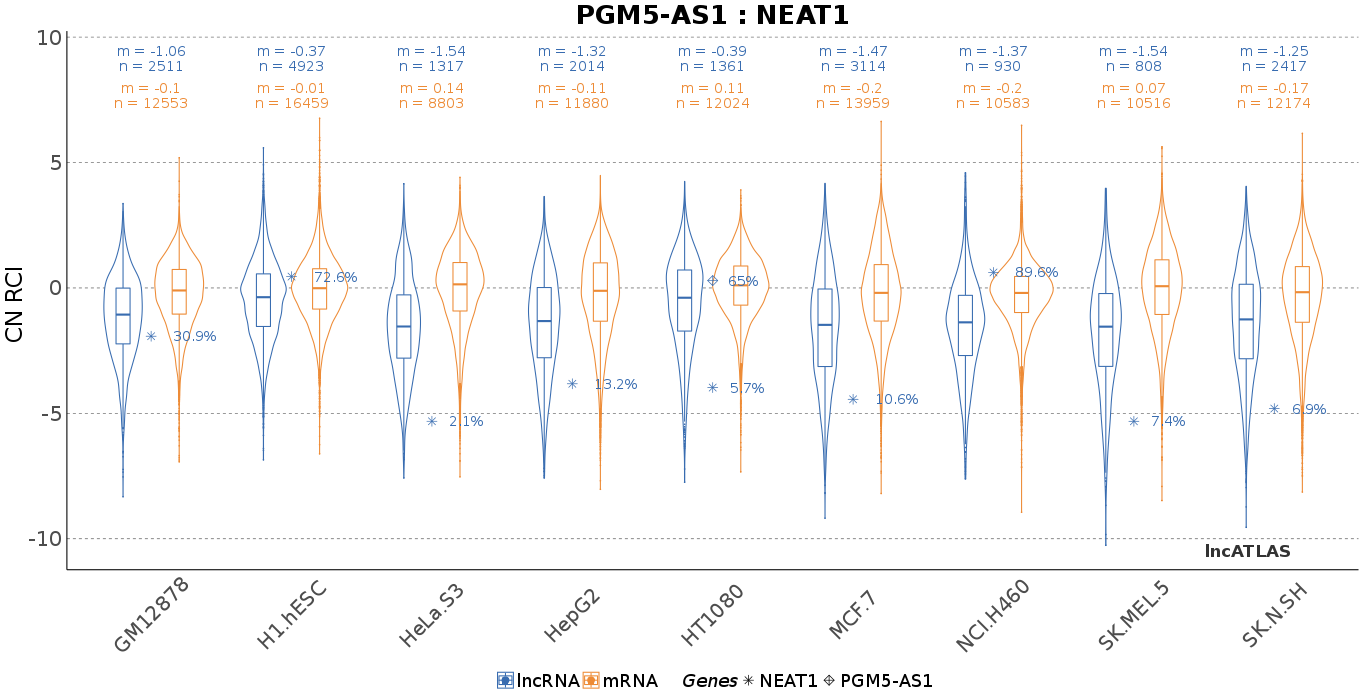 PGM5-AS1 : NEAT1
10
5
0
-5
-10
CN RCI
m = -1.06
n = 2511
m = -0.1
n = 12553
m = -0.37
n = 4923
m = -0.01
n = 16459
m = -1.54
n = 1317
m = 0.14
n = 8803
m = -1.32
n = 2014
m = -0.11
n = 11880
m = -0.39
n = 1361
m = 0.11
n = 12024
m = -1.47
n = 3114
m = -0.2
n = 13959
m = -1.37
n = 930
m = -0.2
n = 10583
m = -1.54
n = 808
m = 0.07
n = 10516
m = -1.25
n = 2417
m = -0.17
n = 12174
30.9%
72.6%
2.1%
13.2%
65%
5.7%
10.6%
89.6%
7.4%
6.9%
lncATLAS
GM12878
H1.hESC
HeLa.S3
HepG2
HT1080
MCF.7
NCI.H460
SK.MEL.5
SK.N.SH
lncRNA mRNA Genes NEAT1 PGM5-AS1